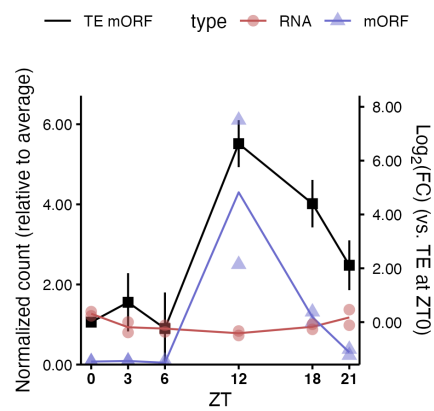 TE mORF type RNA mORF
Normalized count (relative to average)
6.00
4.00
2.00
0.00
8.00
6.00
4.00
2.00
0.00
Log2(FC) (vs. TE at ZT0)
0 3 6 12 18 21
ZT